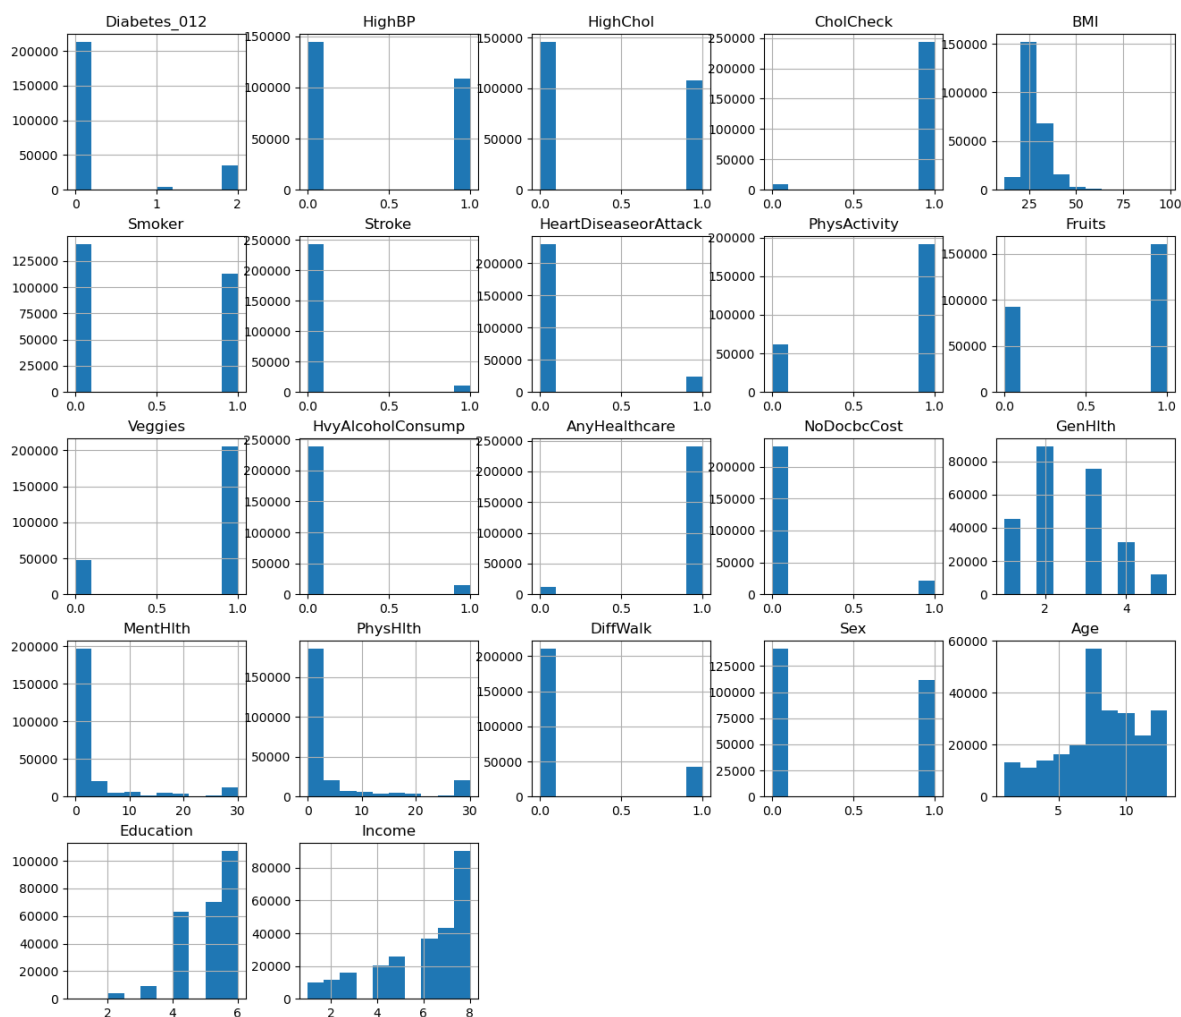 Diabetes_012 HighBP HighChol CholCheck BMI
200000 150000 100000 50000 0
0 1 2
150000 100000 50000 0
0.0 0.5 1.0
150000 100000 50000 0
0.0 0.5 1.0
250000 200000 150000 100000 50000 0
0.0 0.5 1.0
150000 100000 50000 0
25 50 75 100
Smoker Stroke HeartDiseaseorAttack PhysActivity Fruits
125000 100000 75000 50000 25000 0
0.0 0.5 1.0
250000 200000 150000 100000 50000 0
0.0 0.5 1.0
200000 150000 100000 50000 0
0.0 0.5 1.0
200000 150000 100000 50000 0
0.0 0.5 1.0
150000 100000 50000 0
0.0 0.5 1.0
Veggies HvyAlcoholConsump AnyHealthcare NoDocbcCost GenHlth
200000 150000 100000 50000 0
0.0 0.5 1.0
250000 200000 150000 100000 50000 0
0.0 0.5 1.0
250000 200000 150000 100000 50000 0
0.0 0.5 1.0
200000 150000 100000 50000 0
0.0 0.5 1.0
80000 60000 40000 20000 0
2 4
MentHlth PhysHlth DiffWalk Sex Age
200000 150000 100000 50000 0
0 10 20 30
150000 100000 50000 0
0 10 20 30
200000 150000 100000 50000 0
0.0 0.5 1.0
125000 100000 75000 50000 25000 0
0.0 0.5 1.0
60000 40000 20000 0
5 10
Education Income
100000 80000 60000 40000 20000 0
2 4 6
80000 60000 40000 20000 0
2 4 6 8